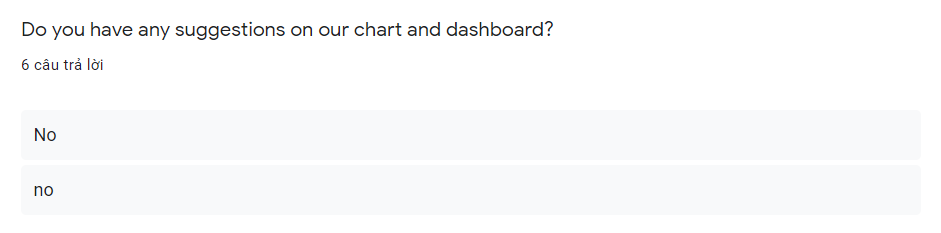 Do you have any suggestions on our chart and dashboard?
6 câu trả lời
No
no